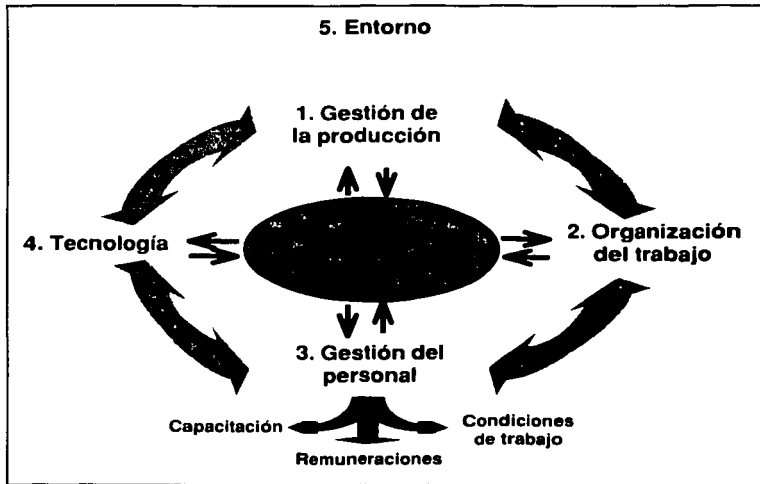 5. Entorno
1. Gestión de
la producción
4. Tecnología
2. Organización
del trabajo
3. Gestión del
personal
Capacitación
Condiciones
de trabajo
Remuneraciones